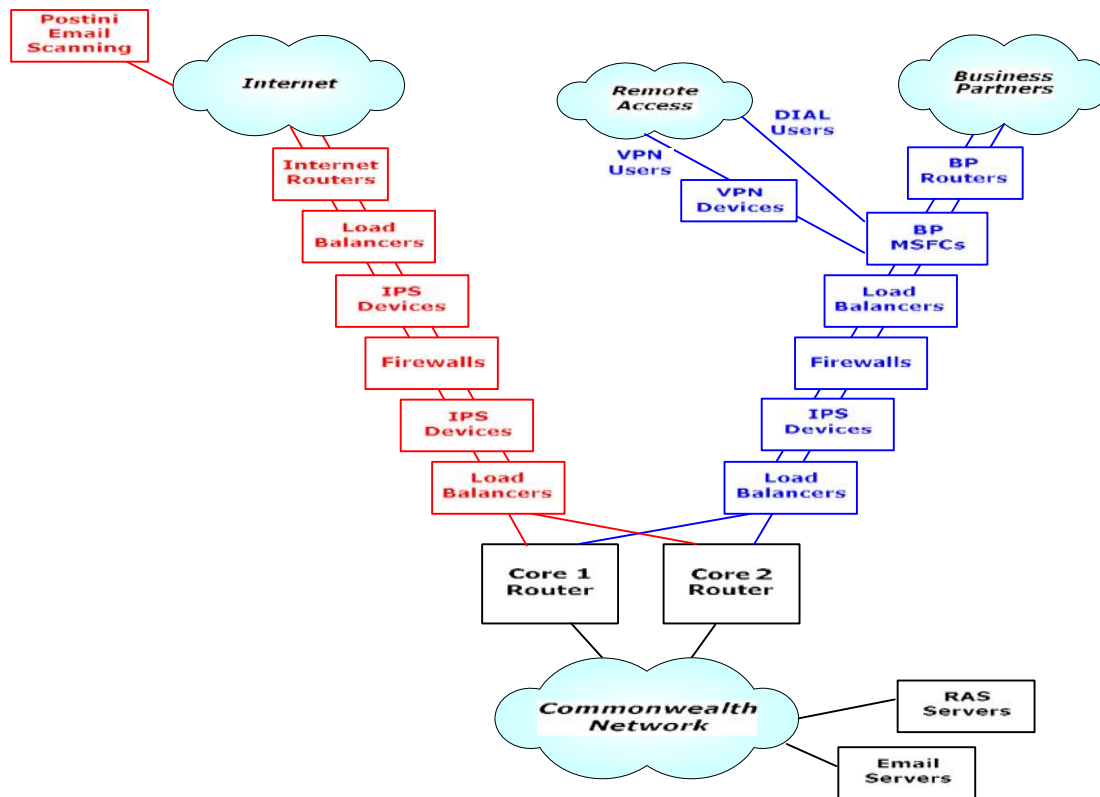 Postini
Email
Scanning
Internet
Remote
Access
Business
Partners
DIAL
Users
VPN
Users
Internet
Routers
BP
Routers
VPN
Devices
Load
Balancers
BP
MSFCs
IPS
Devices
Load
Balancers
Firewalls
Firewalls
IPS
Devices
IPS
Devices
Load
Balancers
Load
Balancers
Core 1
Router
Core 2
Router
Commonwealth
Network
RAS
Servers
Email
Servers